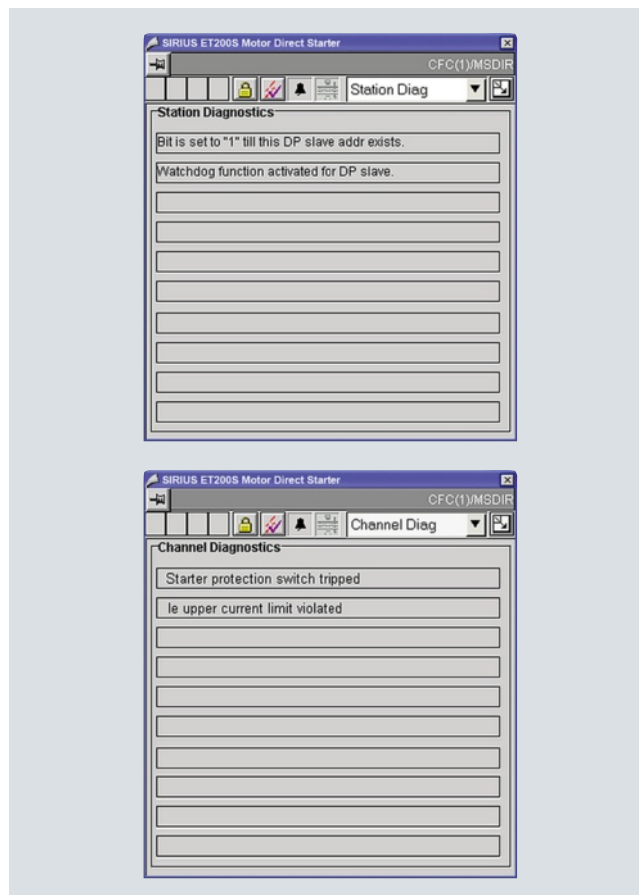 SIRIUS ET200S Motor Direct Starter
CFC(1)/MSDIR
Station Diag
Station Diagnostics
Bit is set to "1" till this DP slave addr exists.
Watchdog function activated for DP slave.
SIRIUS ET200S Motor Direct Starter
CFC(1)/MSDIR
Channel Diag
Channel Diagnostics
Starter protection switch tripped
Ie upper current limit violated